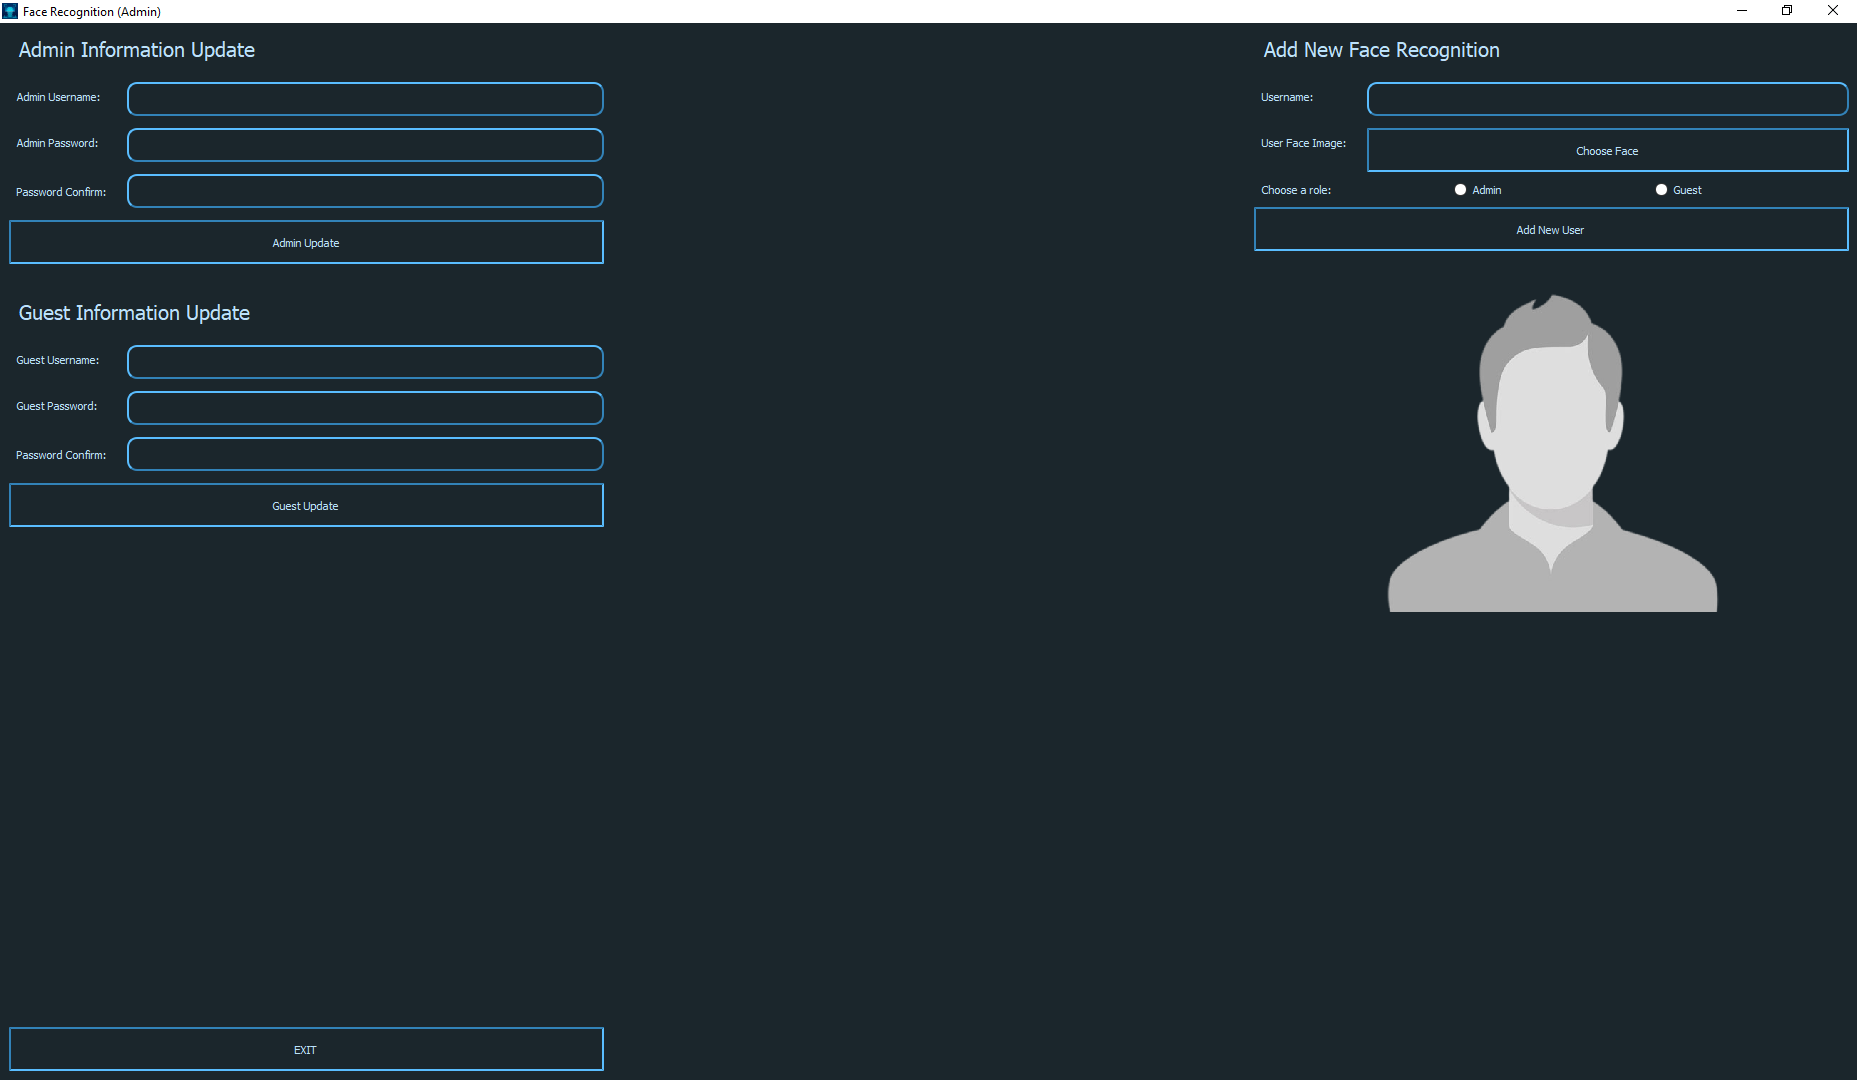 Face Recognition (Admin)
Admin Information Update
Admin Username:
Admin Password:
Password Confirm:
Admin Update
Guest Information Update
Guest Username:
Guest Password:
Password Confirm:
Guest Update
EXIT
Add New Face Recognition
Username:
User Face Image:
Choose Face
Choose a role:
Admin
Guest
Add New User